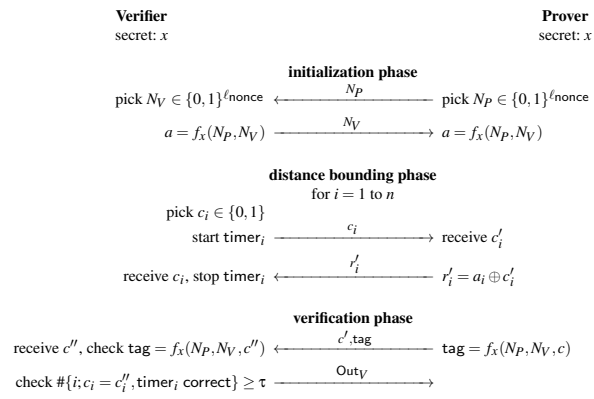 Verifier Prover
secret: x secret: x
initialization phase
pick N_V ∈ {0,1}^ℓnonce ← N_P pick N_P ∈ {0,1}^ℓnonce
a = f_x(N_P,N_V) → N_V a = f_x(N_P,N_V)
distance bounding phase
for i = 1 to n
pick c_i ∈ {0,1}
start timer_i → c_i receive c'_i
receive c_i, stop timer_i ← r'_i r'_i = a_i ⊕ c'_i
verification phase
receive c'', check tag = f_x(N_P,N_V,c'') ← c',tag tag = f_x(N_P,N_V,c)
check #{i;c_i = c''_i,timer_i correct} ≥ τ → Out_V